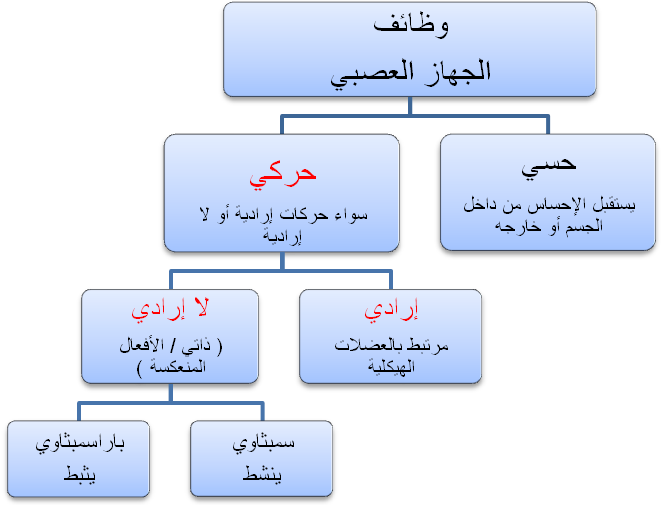 وظائف
الجهاز العصبي
حسي
يستقبل الإحساس من داخل
الجسم أو خارجه
حركي
سواء حركات إرادية أو لا
إرادية
إرادي
مرتبط بالعضلات
الهيكلية
لا إرادي
( ذاتي / الأفعال
المنعكسة )
سمبثاوي
ينشط
باراسمبثاوي
يثبط